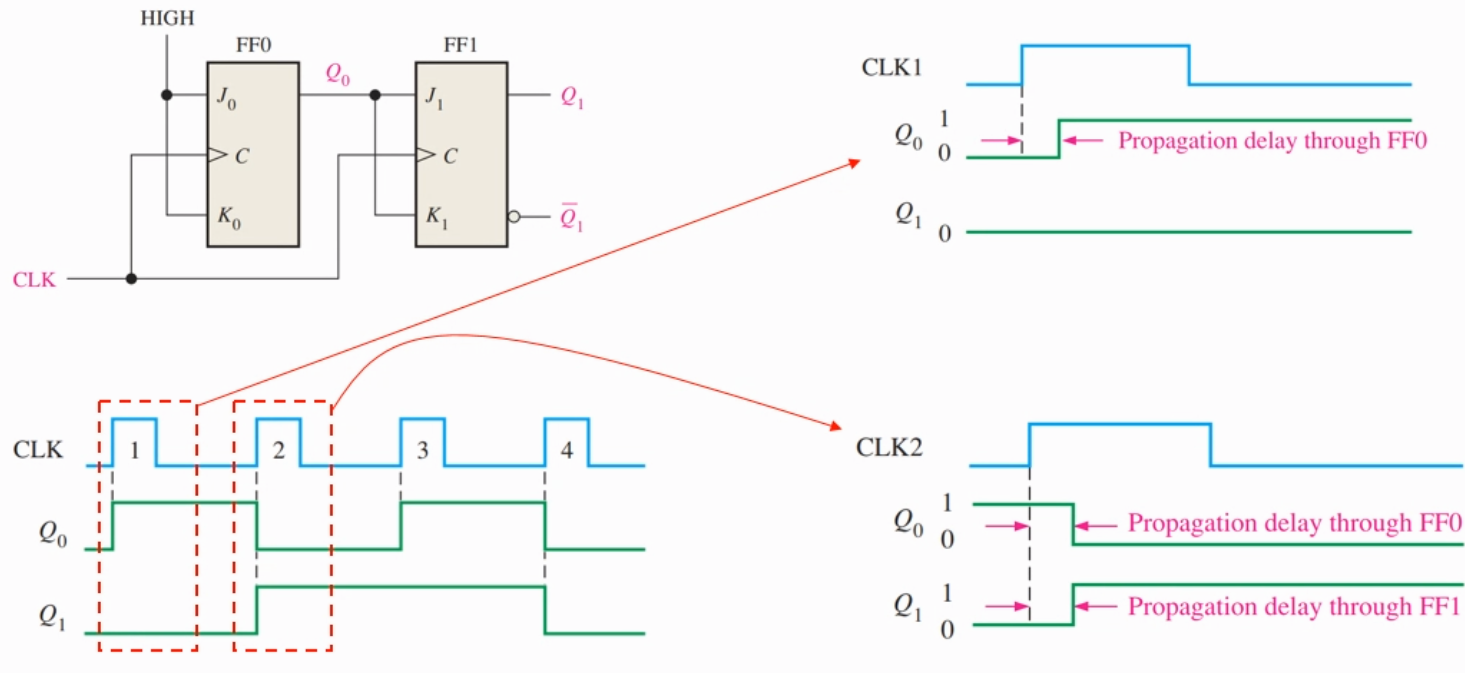 HIGH
FF0
FF1
Q₀
J₀
J₁
Q₁
C
C
K₀
K₁
Q̅₁
CLK
CLK1
Q₀ 1 0 Propagation delay through FF0
Q₁ 0
CLK 1 2 3 4
Q₀
Q₁
CLK2
Q₀ 1 0 Propagation delay through FF0
Q₁ 1 0 Propagation delay through FF1